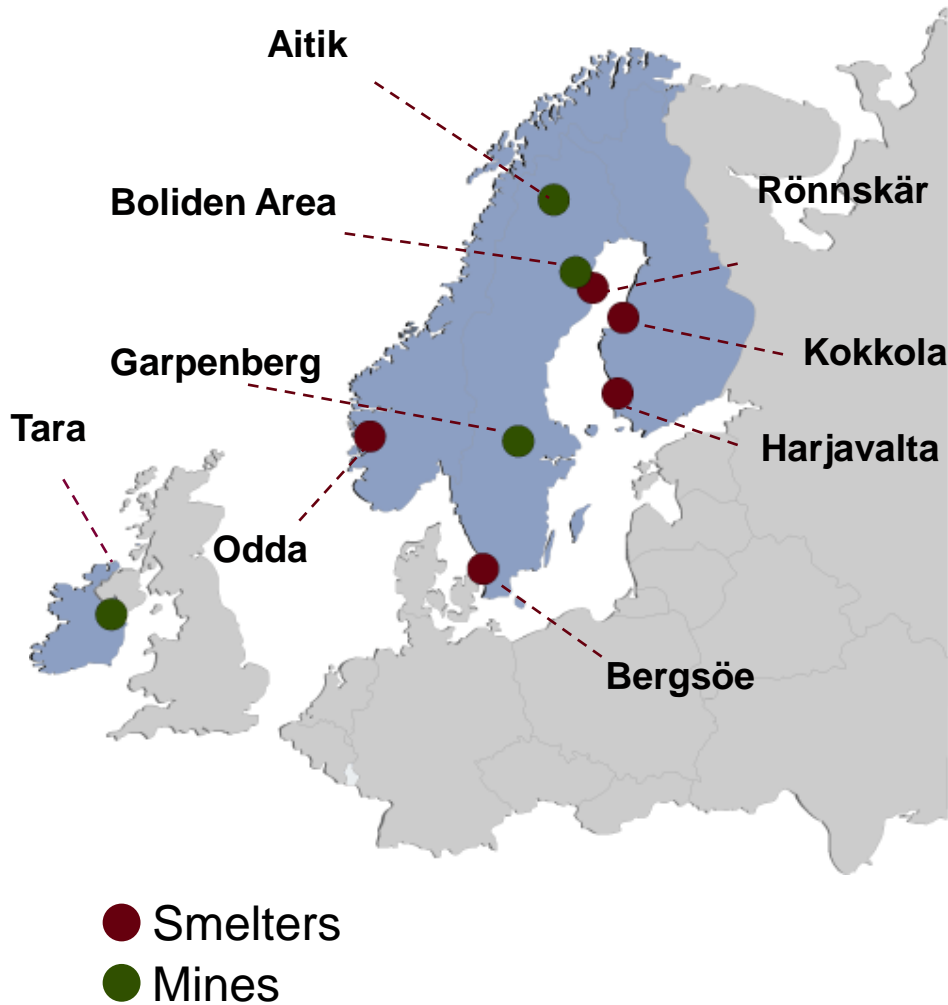 Aitik
Rönnskär
Boliden Area
Kokkola
Garpenberg
Tara
Harjavalta
Odda
Bergsöe
Smelters
Mines